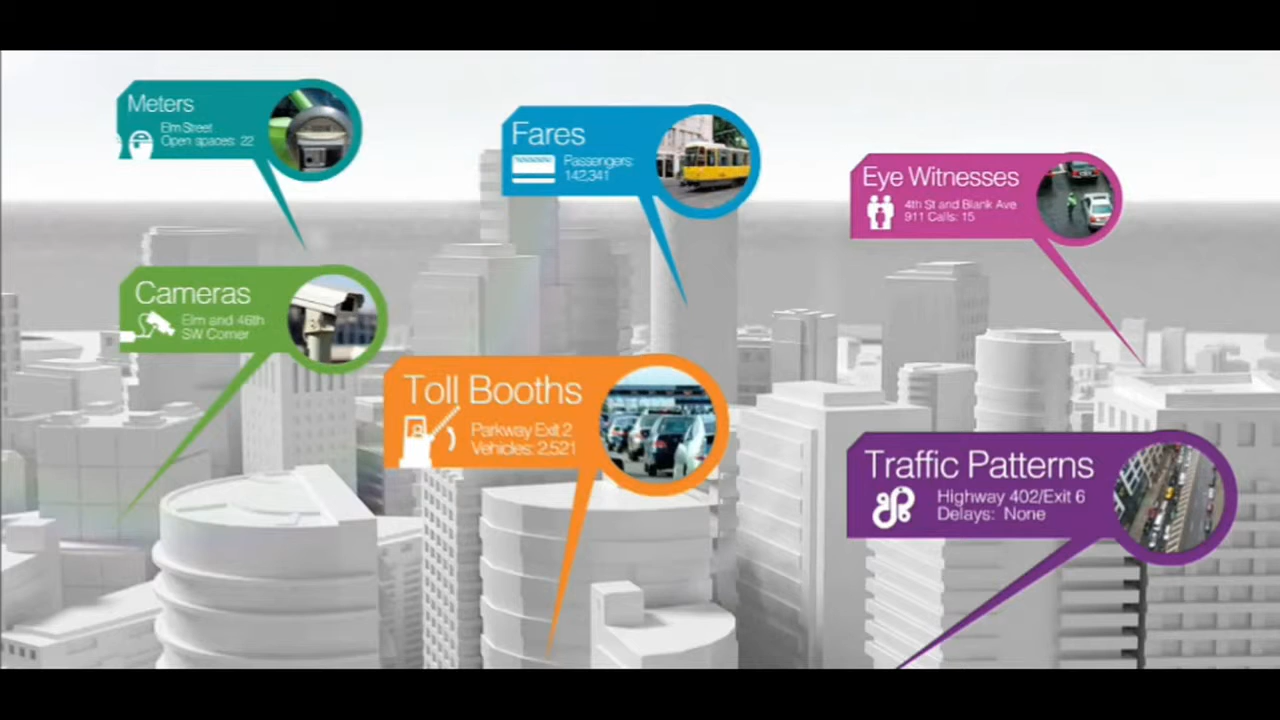 Meters
Elm Street
Open spaces: 22
Fares
Passengers:
142,341
Eye Witnesses
4th St and Blank Ave
911 Calls: 15
Cameras
Elm and 46th
SW Corner
Toll Booths
Parkway Exit 2
Vehicles: 2,521
Traffic Patterns
Highway 402/Exit 6
Delays: None